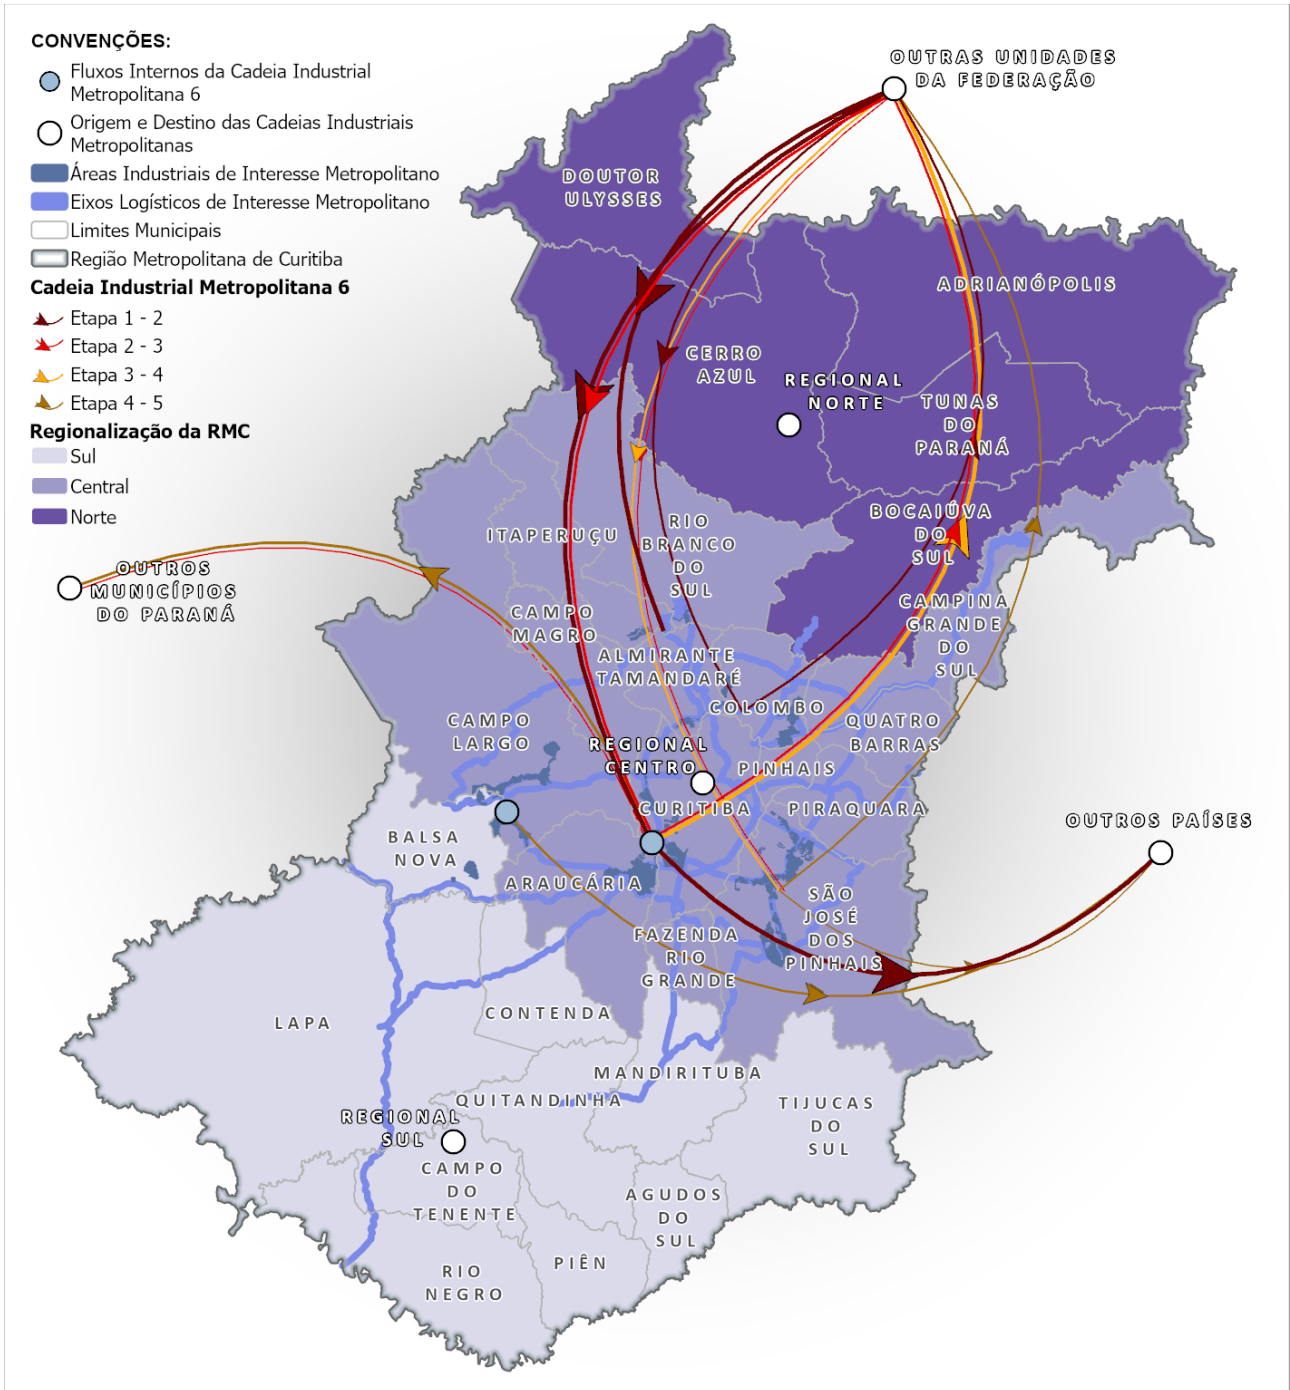 CONVENÇÕES:
Fluxos Internos da Cadeia Industrial
Metropolitana 6
Origem e Destino das Cadeias Industriais
Metropolitanas
Áreas Industriais de Interesse Metropolitano
Eixos Logísticos de Interesse Metropolitano
Limites Municipais
Região Metropolitana de Curitiba
Cadeia Industrial Metropolitana 6
Etapa 1 - 2
Etapa 2 - 3
Etapa 3 - 4
Etapa 4 - 5
Regionalização da RMC
Sul
Central
Norte
OUTRAS UNIDADES
DA FEDERAÇÃO
DOUTOR
ULYSSES
ADRIANÓPOLIS
CERRO
AZUL
REGIONAL
NORTE
TUNAS
DO
PARANÁ
BOCAIÚVA
DO
SUL
ITAPERUÇU
RIO
BRANCO
DO
SUL
OUTROS
MUNICÍPIOS
DO PARANÁ
CAMPO
MAGRO
CAMPINA
GRANDE
DO
SUL
ALMIRANTE
TAMANDARÉ
COLOMBO
CAMPO
LARGO
QUATRO
BARRAS
REGIONAL
CENTRO
PINHAIS
CURITIBA
PIRAQUARA
OUTROS PAÍSES
BALSA
NOVA
ARAUCÁRIA
SÃO
JOSÉ
DOS
PINHAIS
FAZENDA
RIO
GRANDE
LAPA
CONTENDA
MANDIRITUBA
QUITANDINHA
TIJUCAS
DO
SUL
REGIONAL
SUL
CAMPO
DO
TENENTE
AGUDOS
DO
SUL
PIÊN
RIO
NEGRO